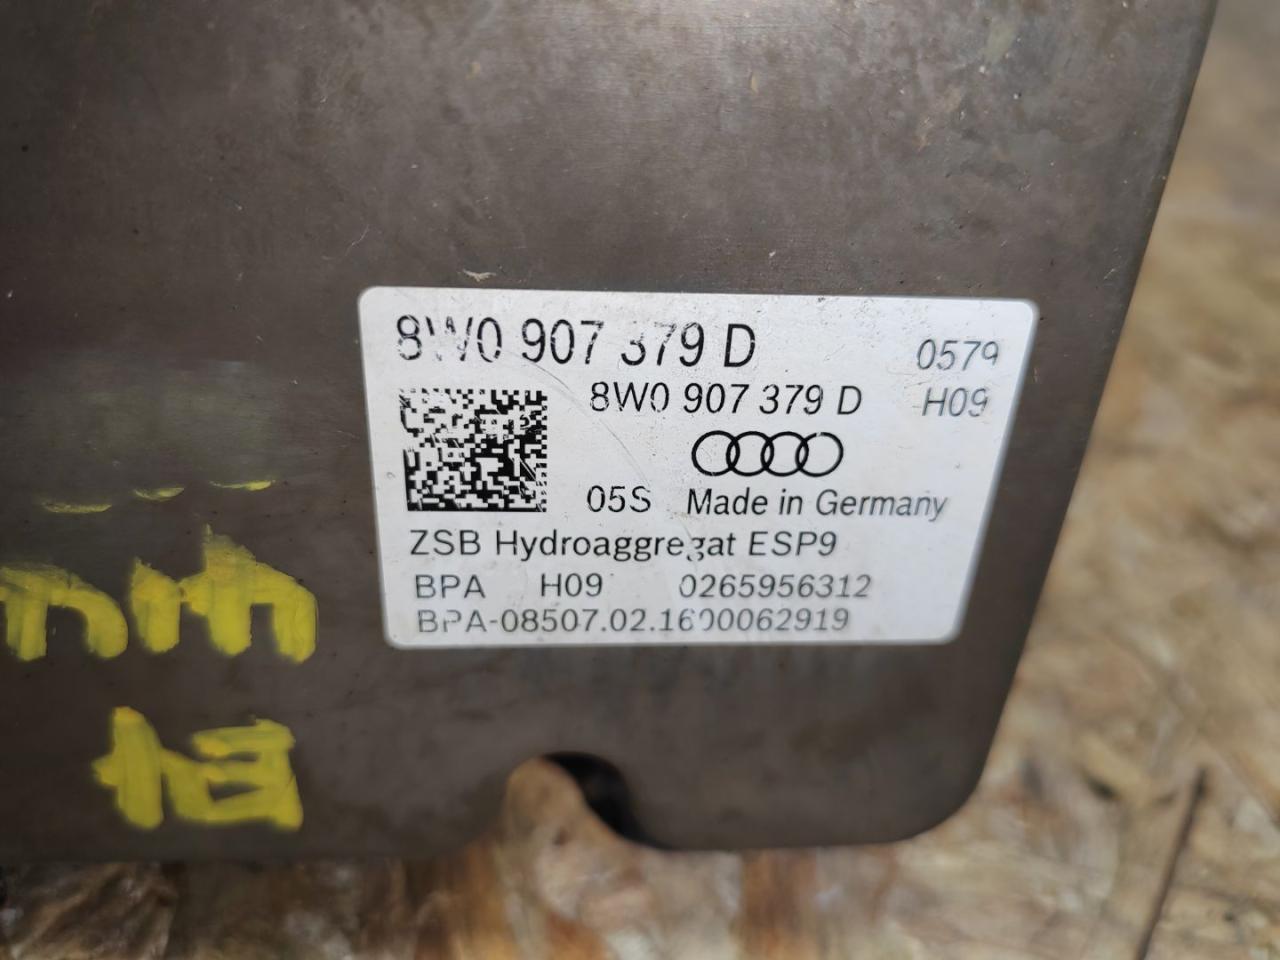 8W0 907 379 D 0579
8W0 907 379 D H09
05S Made in Germany
ZSB Hydroaggregat ESP9
BPA H09 0265956312
BPA-08507.02.1600062919